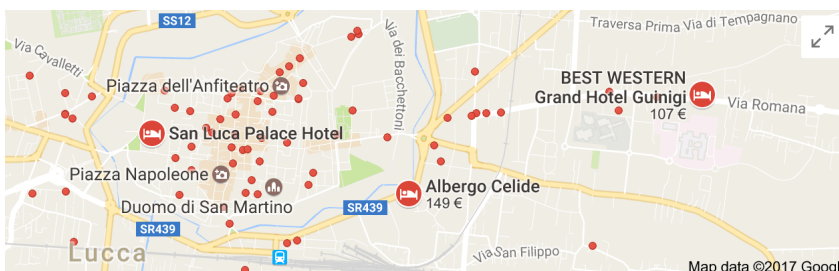 SS12
Traversa Prima Via di Tempagnano
Via Cavalletti
Via dei Bacchettoni
Piazza dell'Anfiteatro
BEST WESTERN
Grand Hotel Guinigi
107 €
Via Romana
San Luca Palace Hotel
Piazza Napoleone
Albergo Celide
149 €
Duomo di San Martino
SR439
SR439
Lucca
Via San Filippo
Map data ©2017 Googl